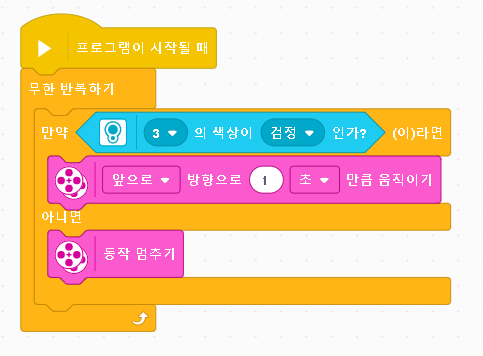 프로그램이 시작될 때
무한 반복하기
만약 3 의 색상이 검정 인가? (이)라면
앞으로 방향으로 1 초 만큼 움직이기
아니면
동작 멈추기